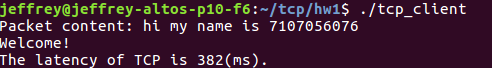 jeffrey@jeffrey-altos-p10-f6:~/tcp/hw1$ ./tcp_client
Packet content: hi my name is 7107056076
Welcome!
The latency of TCP is 382(ms).